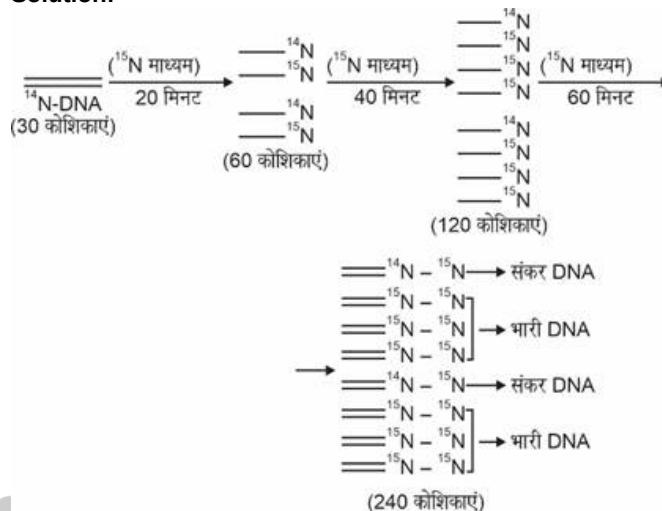 Solution:
¹⁴N-DNA
(30 कोशिकाएं)
(¹⁵N माध्यम)
20 मिनट
¹⁴N
¹⁵N
¹⁴N
¹⁵N
(60 कोशिकाएं)
(¹⁵N माध्यम)
40 मिनट
¹⁴N
¹⁵N
¹⁵N
¹⁵N
¹⁴N
¹⁵N
¹⁵N
¹⁵N
(120 कोशिकाएं)
(¹⁵N माध्यम)
60 मिनट
¹⁴N – ¹⁵N → संकर DNA
¹⁵N – ¹⁵N
¹⁵N – ¹⁵N → भारी DNA
¹⁵N – ¹⁵N
¹⁴N – ¹⁵N → संकर DNA
¹⁵N – ¹⁵N
¹⁵N – ¹⁵N → भारी DNA
¹⁵N – ¹⁵N
(240 कोशिकाएं)